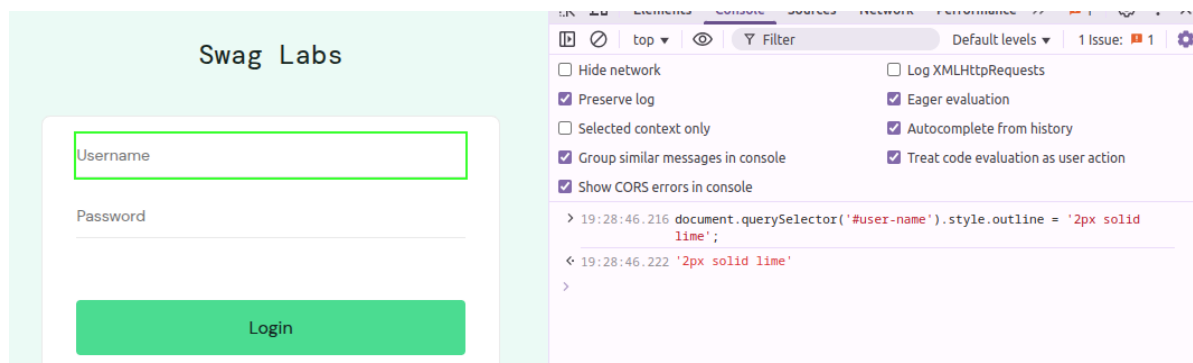 Swag Labs
Username
Password
Login
Elements Console Sources Network Performance
top Filter Default levels 1 Issue: 1
Hide network Log XMLHttpRequests
Preserve log Eager evaluation
Selected context only Autocomplete from history
Group similar messages in console Treat code evaluation as user action
Show CORS errors in console
> 19:28:46.216 document.querySelector('#user-name').style.outline = '2px solid
lime';
19:28:46.222 '2px solid lime'
>